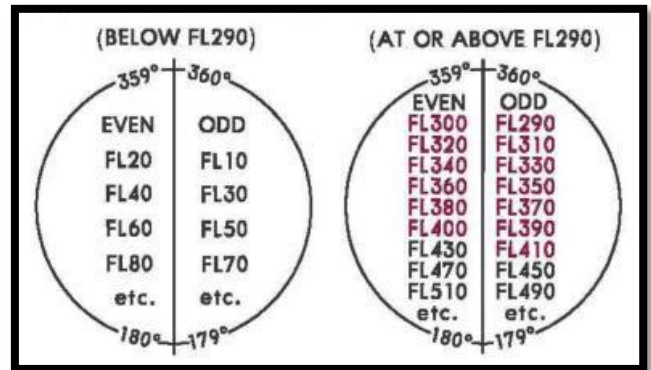 (BELOW FL290)
359° 360°
EVEN ODD
FL20 FL10
FL40 FL30
FL60 FL50
FL80 FL70
etc. etc.
180° 179°
(AT OR ABOVE FL290)
359° 360°
EVEN ODD
FL300 FL290
FL320 FL310
FL340 FL330
FL360 FL350
FL380 FL370
FL400 FL390
FL430 FL410
FL470 FL450
FL510 FL490
etc. etc.
180° 179°